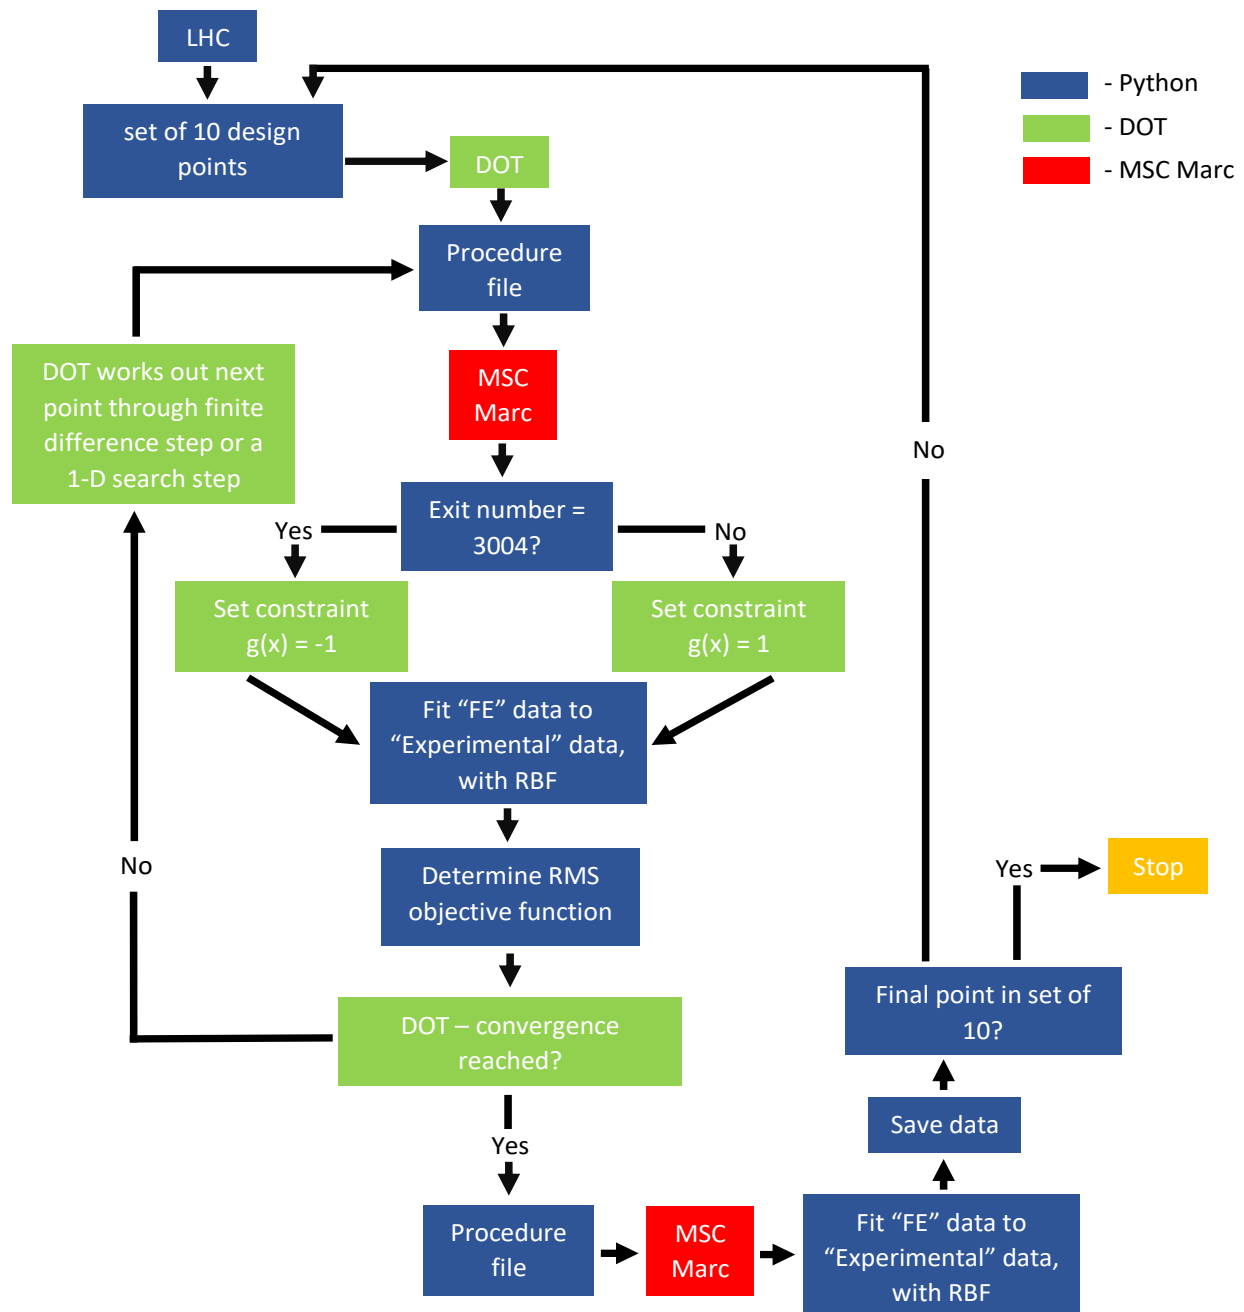 LHC
- Python
- DOT
- MSC Marc
set of 10 design
points
DOT
Procedure
file
DOT works out next
point through finite
difference step or a
1-D search step
MSC
Marc
No
Exit number =
3004?
Yes
No
Set constraint
g(x) = -1
Set constraint
g(x) = 1
Fit “FE” data to
“Experimental” data,
with RBF
No
Determine RMS
objective function
Yes
Stop
DOT – convergence
reached?
Final point in set of
10?
Yes
Save data
Procedure
file
MSC
Marc
Fit “FE” data to
“Experimental” data,
with RBF